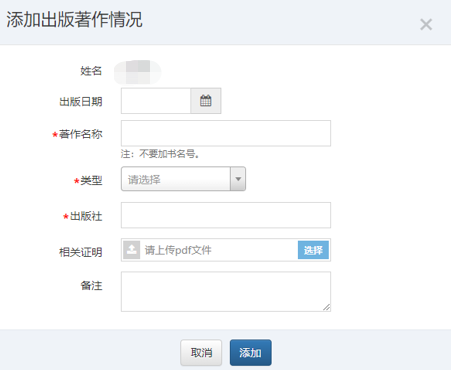 添加出版著作情况
×
姓名
出版日期
*著作名称
注：不要加书名号。
*类型 请选择
*出版社
相关证明 请上传pdf文件 选择
备注
取消 添加